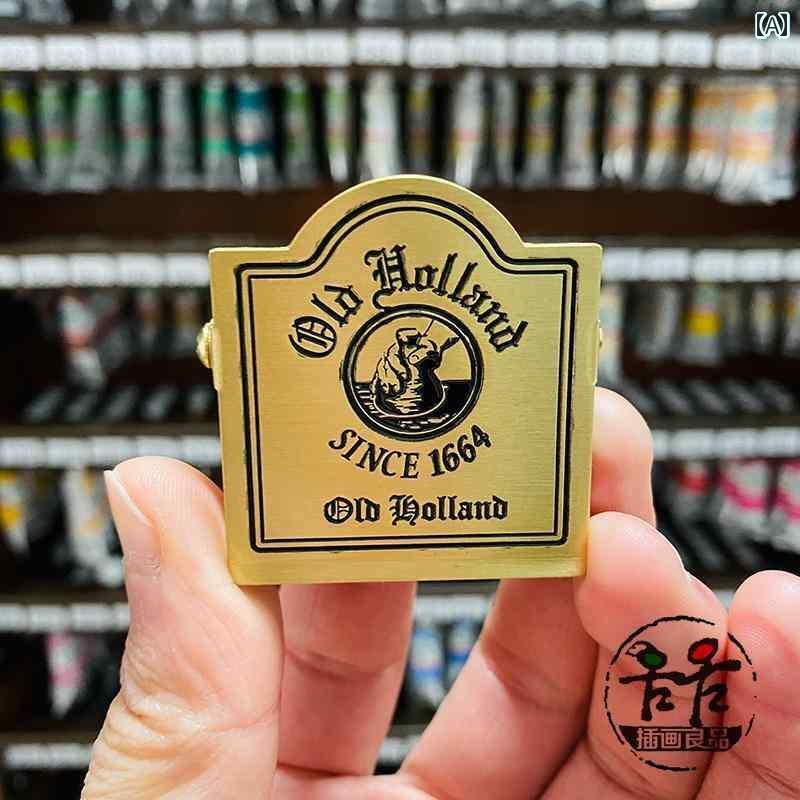 【A】
Old Holland
SINCE 1664
Old Holland
插画良品